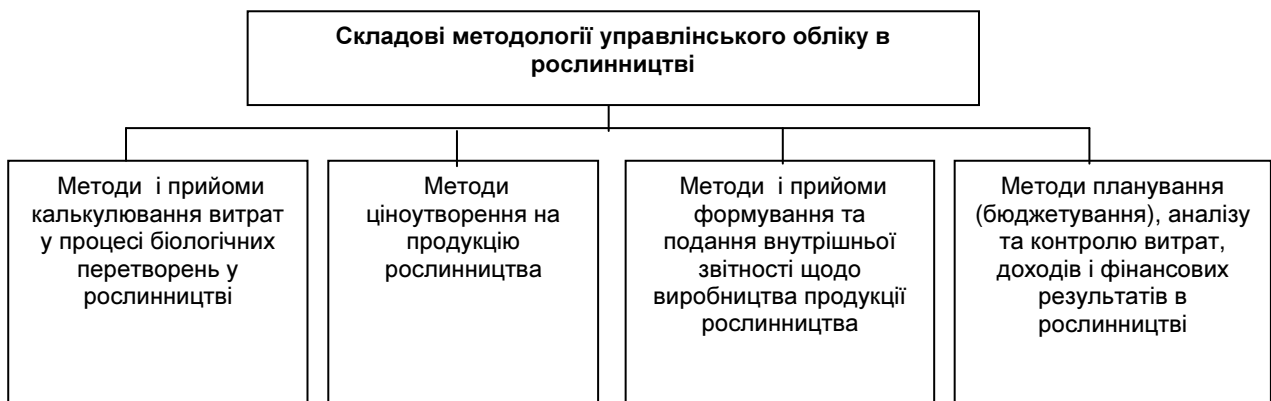 Складові методології управлінського обліку в
рослинництві
Методи і прийоми
калькулювання витрат
у процесі біологічних
перетворень у
рослинництві
Методи
ціноутворення на
продукцію
рослинництва
Методи і прийоми
формування та
подання внутрішньої
звітності щодо
виробництва продукції
рослинництва
Методи планування
(бюджетування), аналізу
та контролю витрат,
доходів і фінансових
результатів в
рослинництві